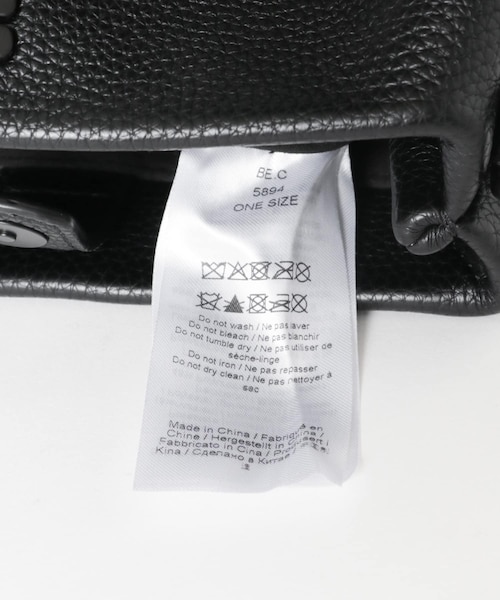 BE.C
5894
ONE SIZE
Do not wash / Ne pas laver
Do not bleach / Ne pas blanchir
Do not tumble dry / Ne pas utiliser de
sèche-linge
Do not iron / Ne pas repasser
Do not dry clean / Ne pas nettoyer à
sac
Made in China / Fabriqué en
Chine / Hergestellt in
Fabbricato in Cina /
Kina / Сделано в Китае /